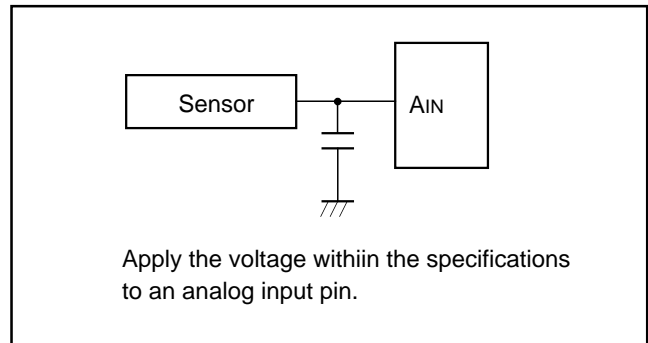 Sensor
AIN
Apply the voltage withiin the specifications
to an analog input pin.